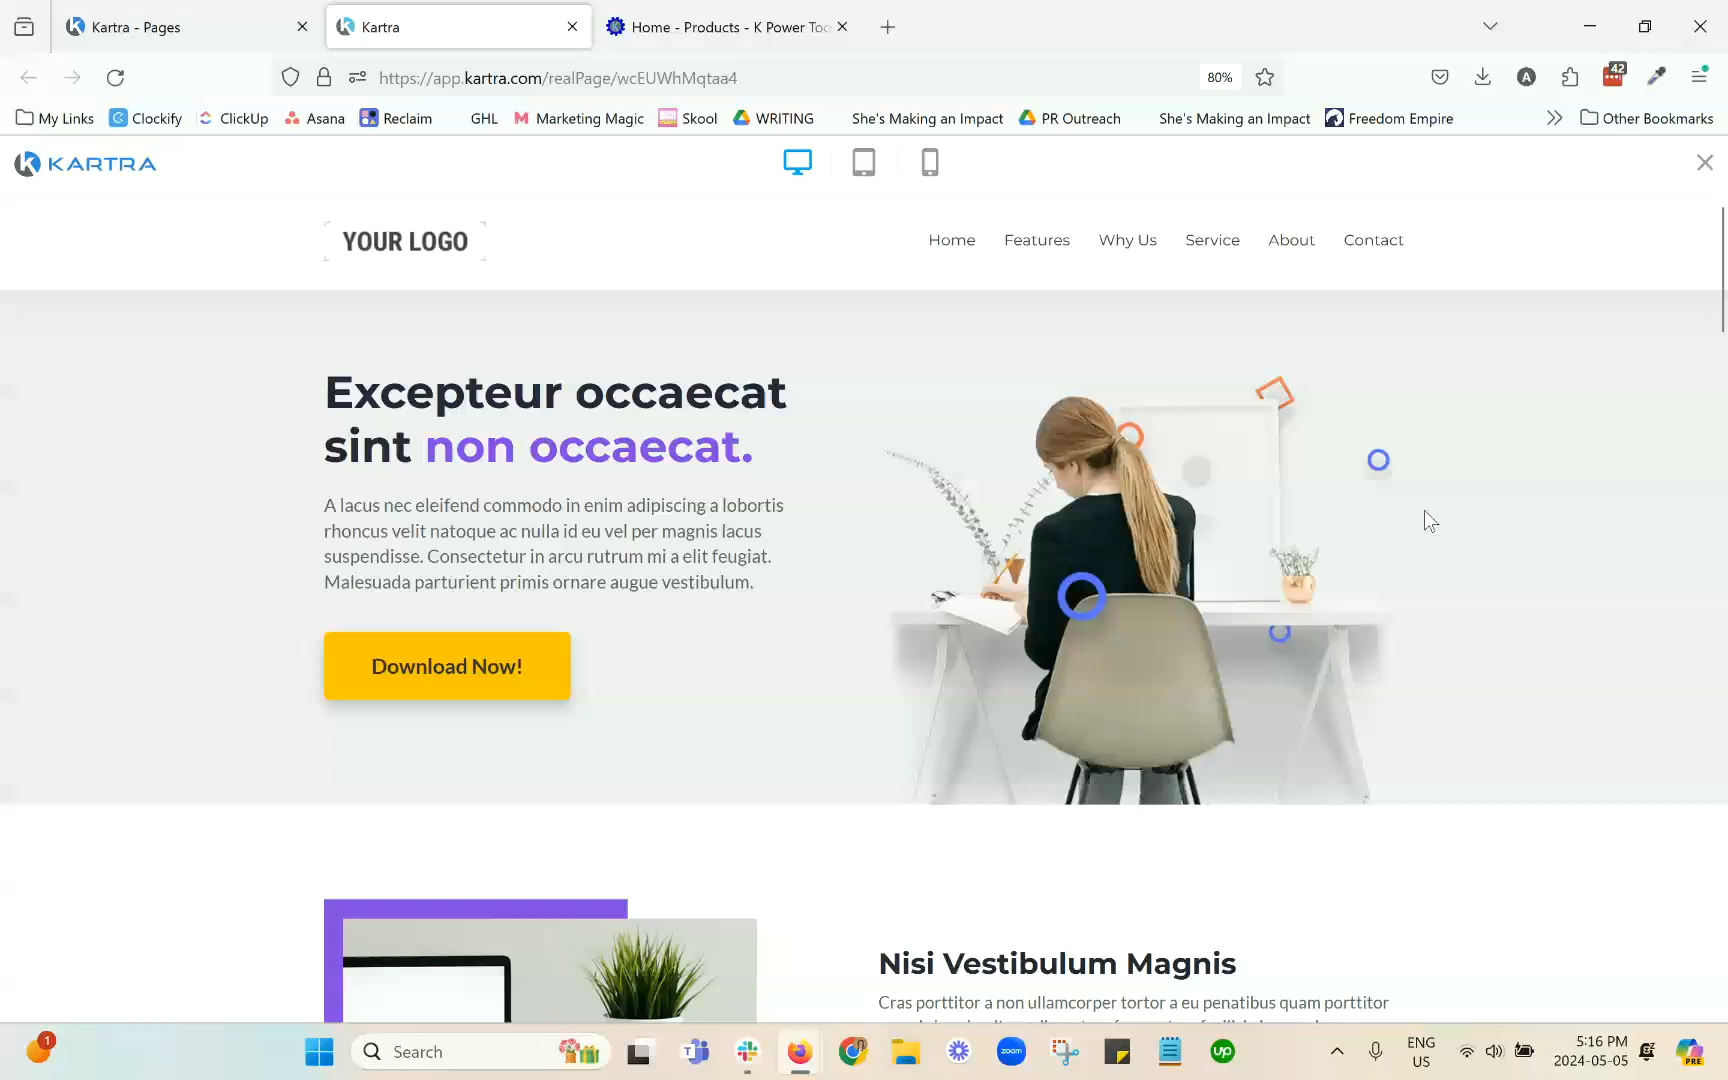 Kartra - Pages
Kartra
Home - Products - K Power Too
https://app.kartra.com/realPage/wcEUWhMqtaa4
80%
42
My Links
Clockify
ClickUp
Asana
Reclaim
GHL
Marketing Magic
Skool
WRITING
She's Making an Impact
PR Outreach
She's Making an Impact
Freedom Empire
Other Bookmarks
KARTRA
YOUR LOGO
Home
Features
Why Us
Service
About
Contact
Excepteur occaecat
sint non occaecat.
A lacus nec eleifend commodo in enim adipiscing a lobortis
rhoncus velit natoque ac nulla id eu vel per magnis lacus
suspendisse. Consectetur in arcu rutrum mi a elit feugiat.
Malesuada parturient primis ornare augue vestibulum.
Download Now!
Nisi Vestibulum Magnis
Cras porttitor a non ullamcorper tortor a eu penatibus quam porttitor
1
Search
zoom
up
ENG
US
5:16 PM
2024-05-05
PRE